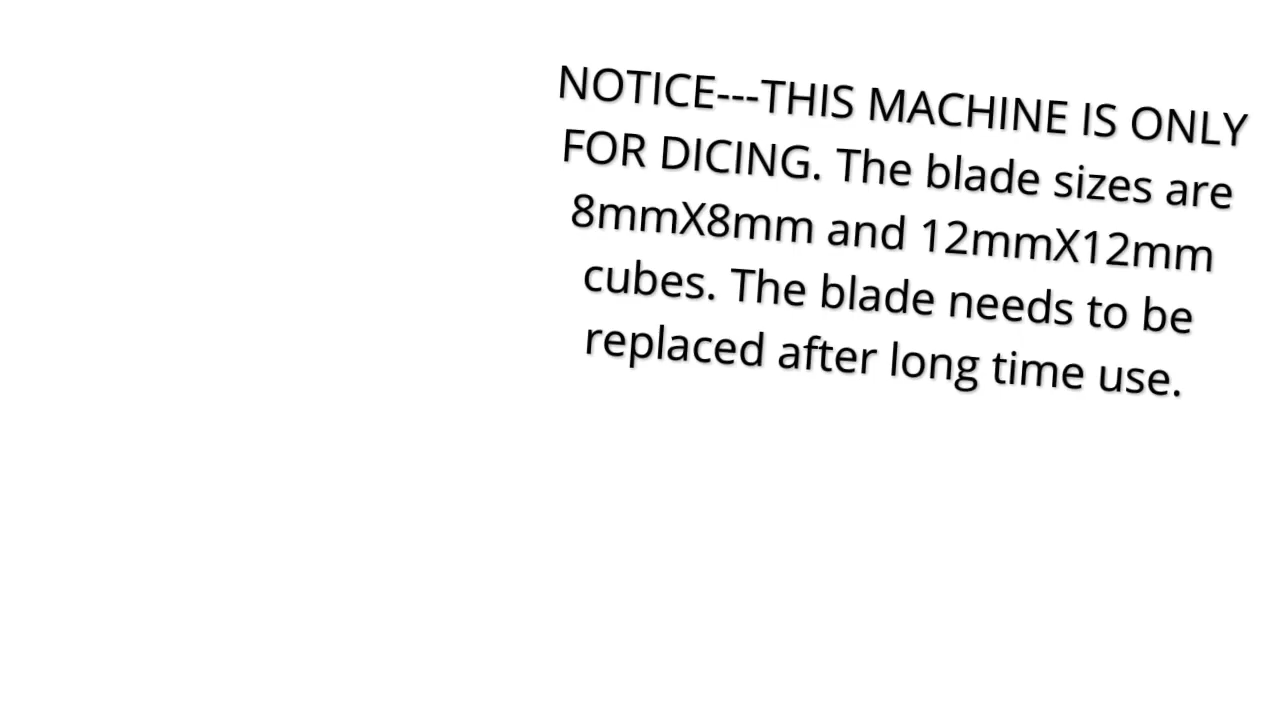 NOTICE---THIS MACHINE IS ONLY
FOR DICING. The blade sizes are
8mmX8mm and 12mmX12mm
cubes. The blade needs to be
replaced after long time use.